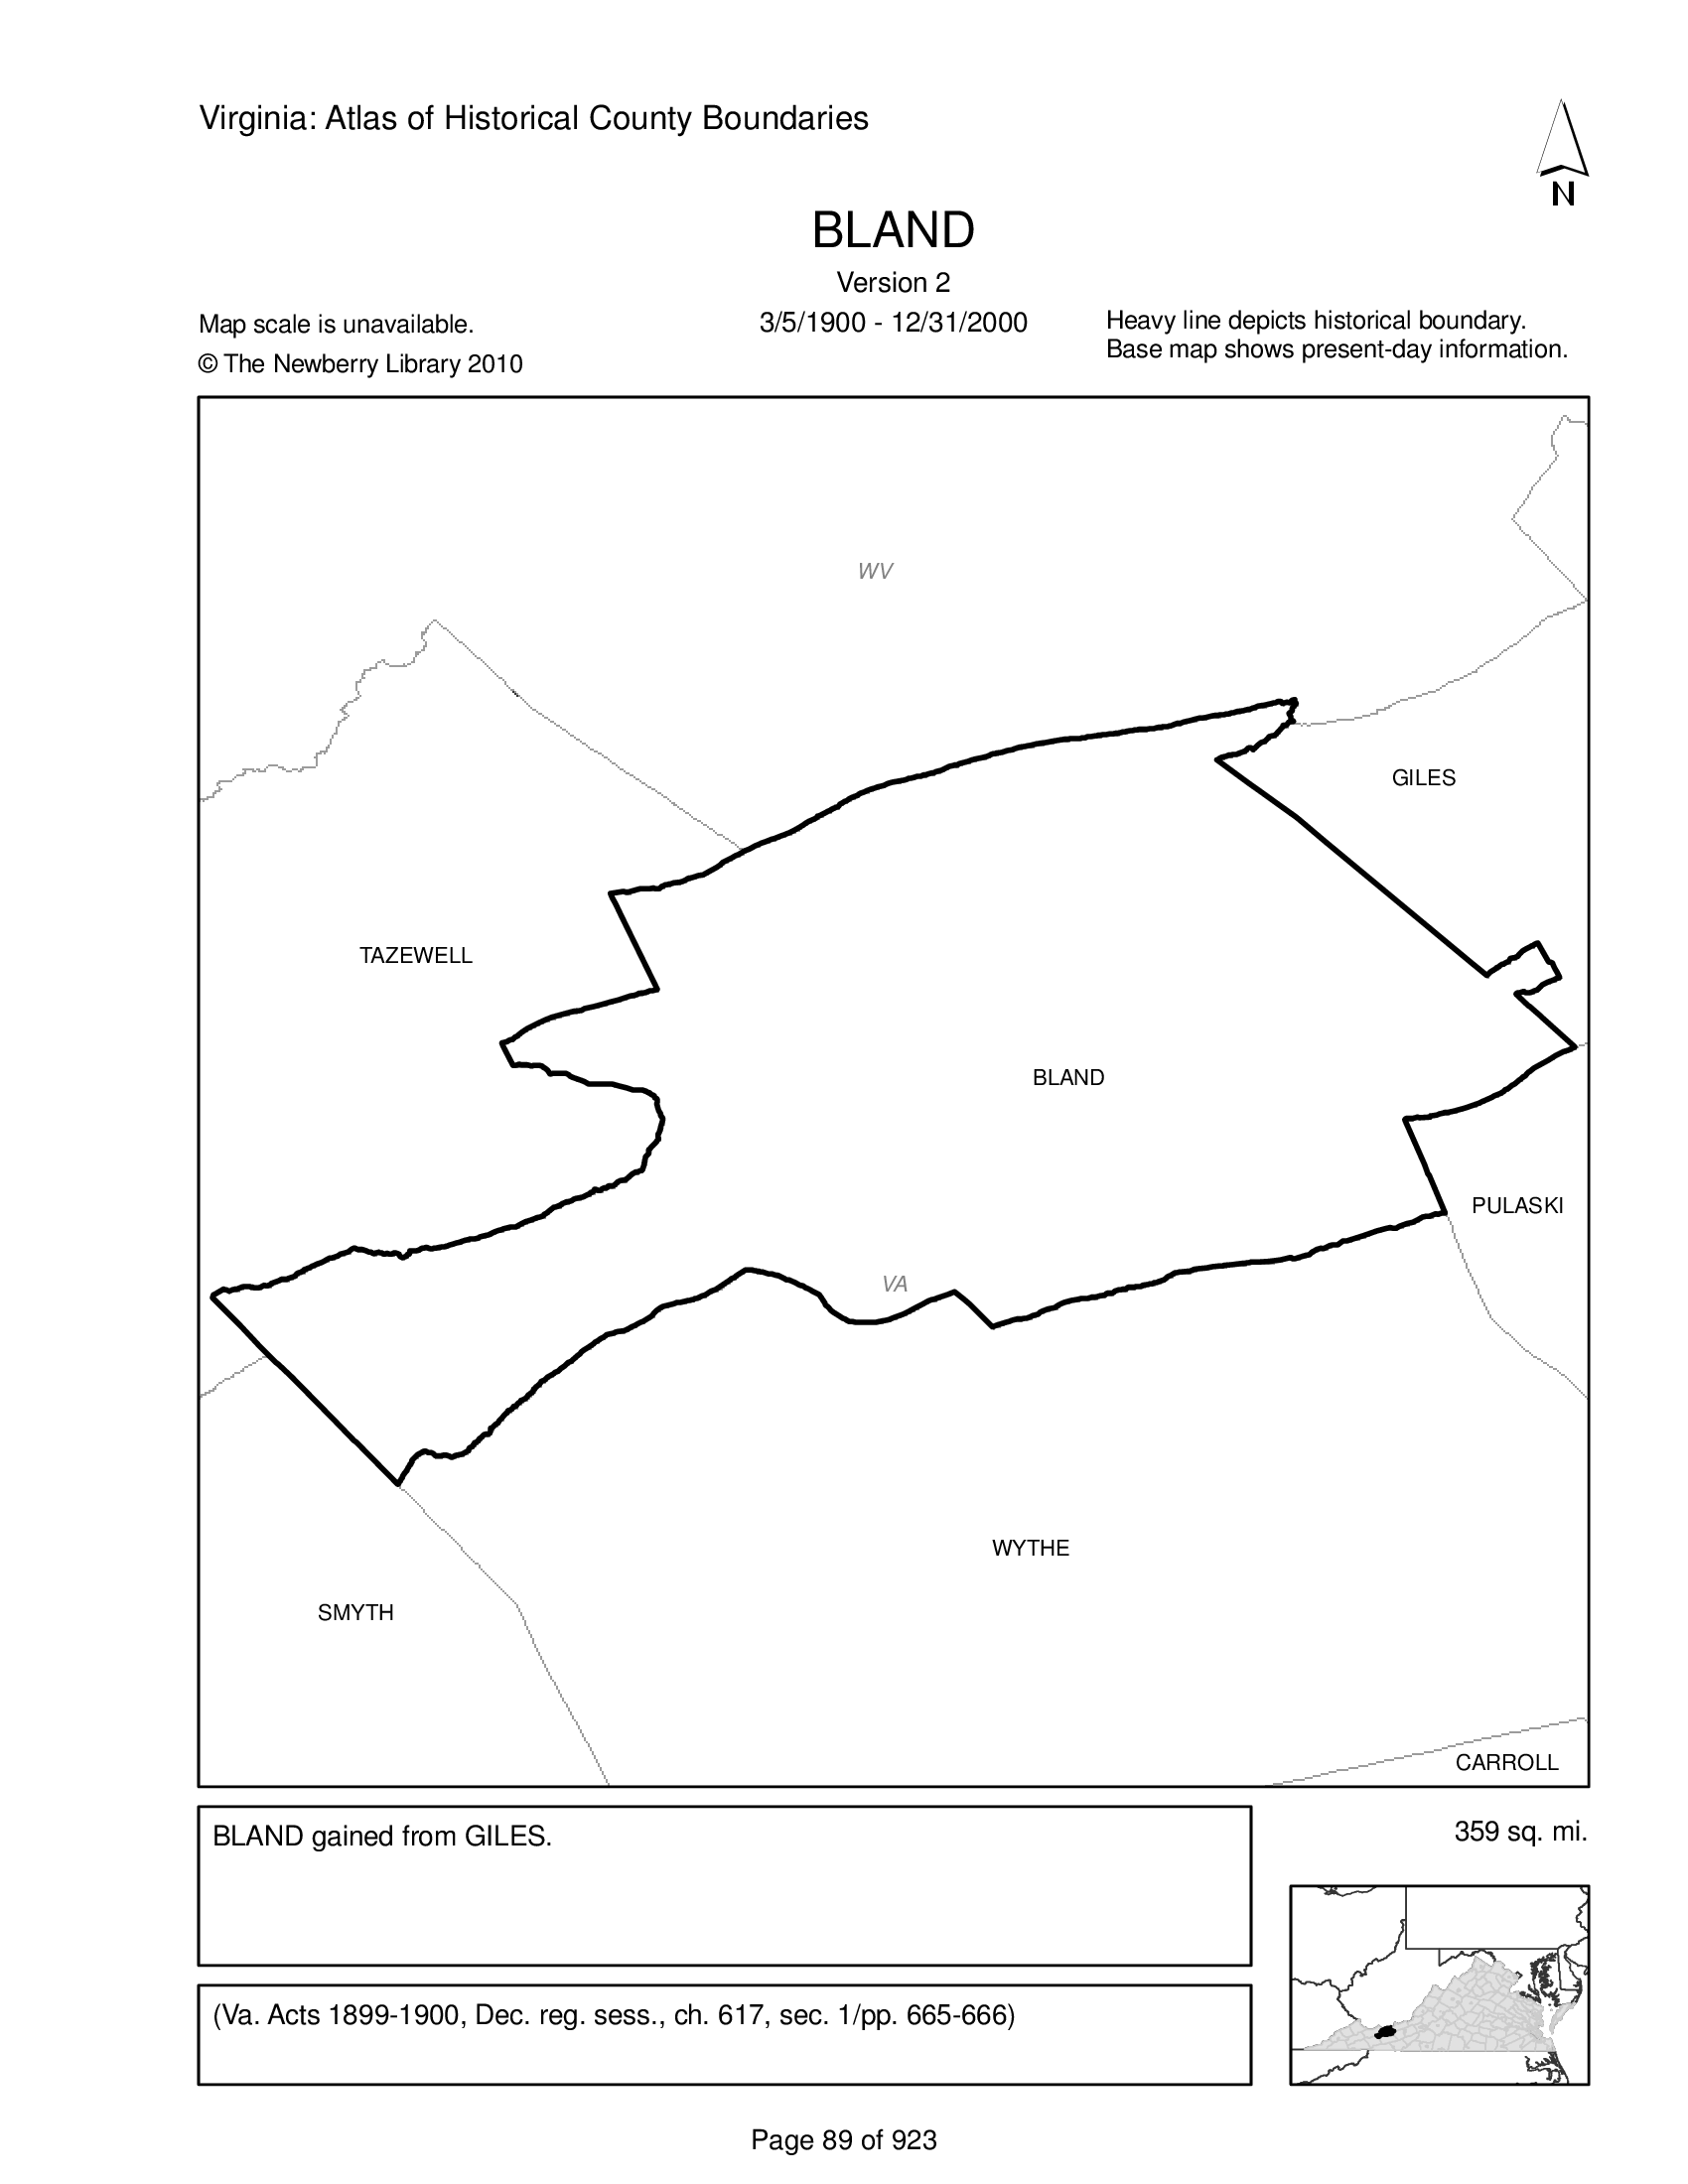 Virginia: Atlas of Historical County Boundaries
N
BLAND
Version 2
3/5/1900 - 12/31/2000
Map scale is unavailable.
© The Newberry Library 2010
Heavy line depicts historical boundary.
Base map shows present-day information.
WV
GILES
TAZEWELL
BLAND
PULASKI
VA
WYTHE
SMYTH
CARROLL
BLAND gained from GILES.
359 sq. mi.
(Va. Acts 1899-1900, Dec. reg. sess., ch. 617, sec. 1/pp. 665-666)
Page 89 of 923